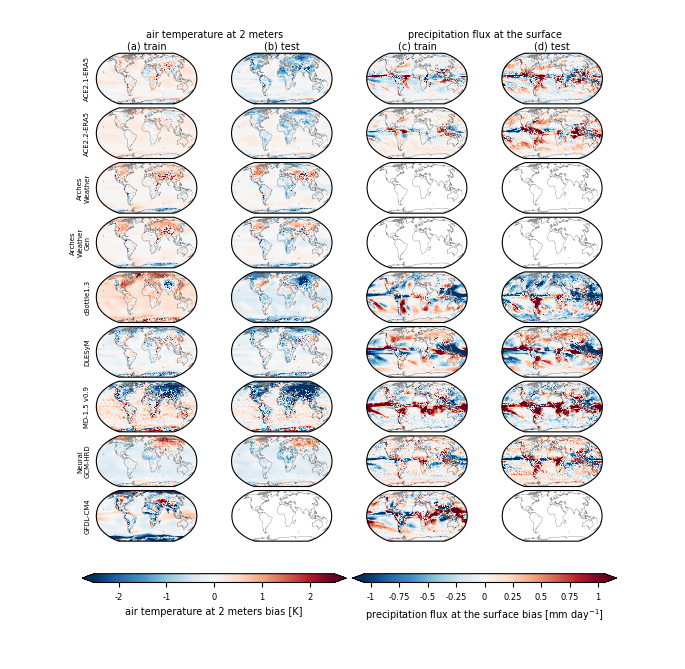 air temperature at 2 meters
precipitation flux at the surface
(a) train
(b) test
(c) train
(d) test
ACE2.1-ERA5
ACE2.2-ERA5
Arches
Weather
Arches
Weather
Gen
cBottle1.3
DLESyM
MD-1.5 v0.9
Neural
GCM-HRD
GFDL-CM4
-2 -1 0 1 2
-1 -0.75 -0.5 -0.25 0 0.25 0.5 0.75 1
air temperature at 2 meters bias [K]
precipitation flux at the surface bias [mm day⁻¹]